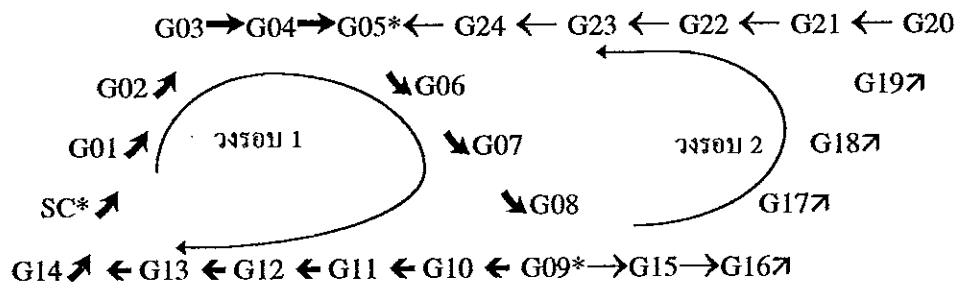 G03 → G04 → G05* ← G24 ← G23 ← G22 ← G21 ← G20
G02 G06 G19
G01 วงรอบ 1 G07 วงรอบ 2 G18
SC* G08 G17
G14 ← G13 ← G12 ← G11 ← G10 ← G09* → G15 → G16